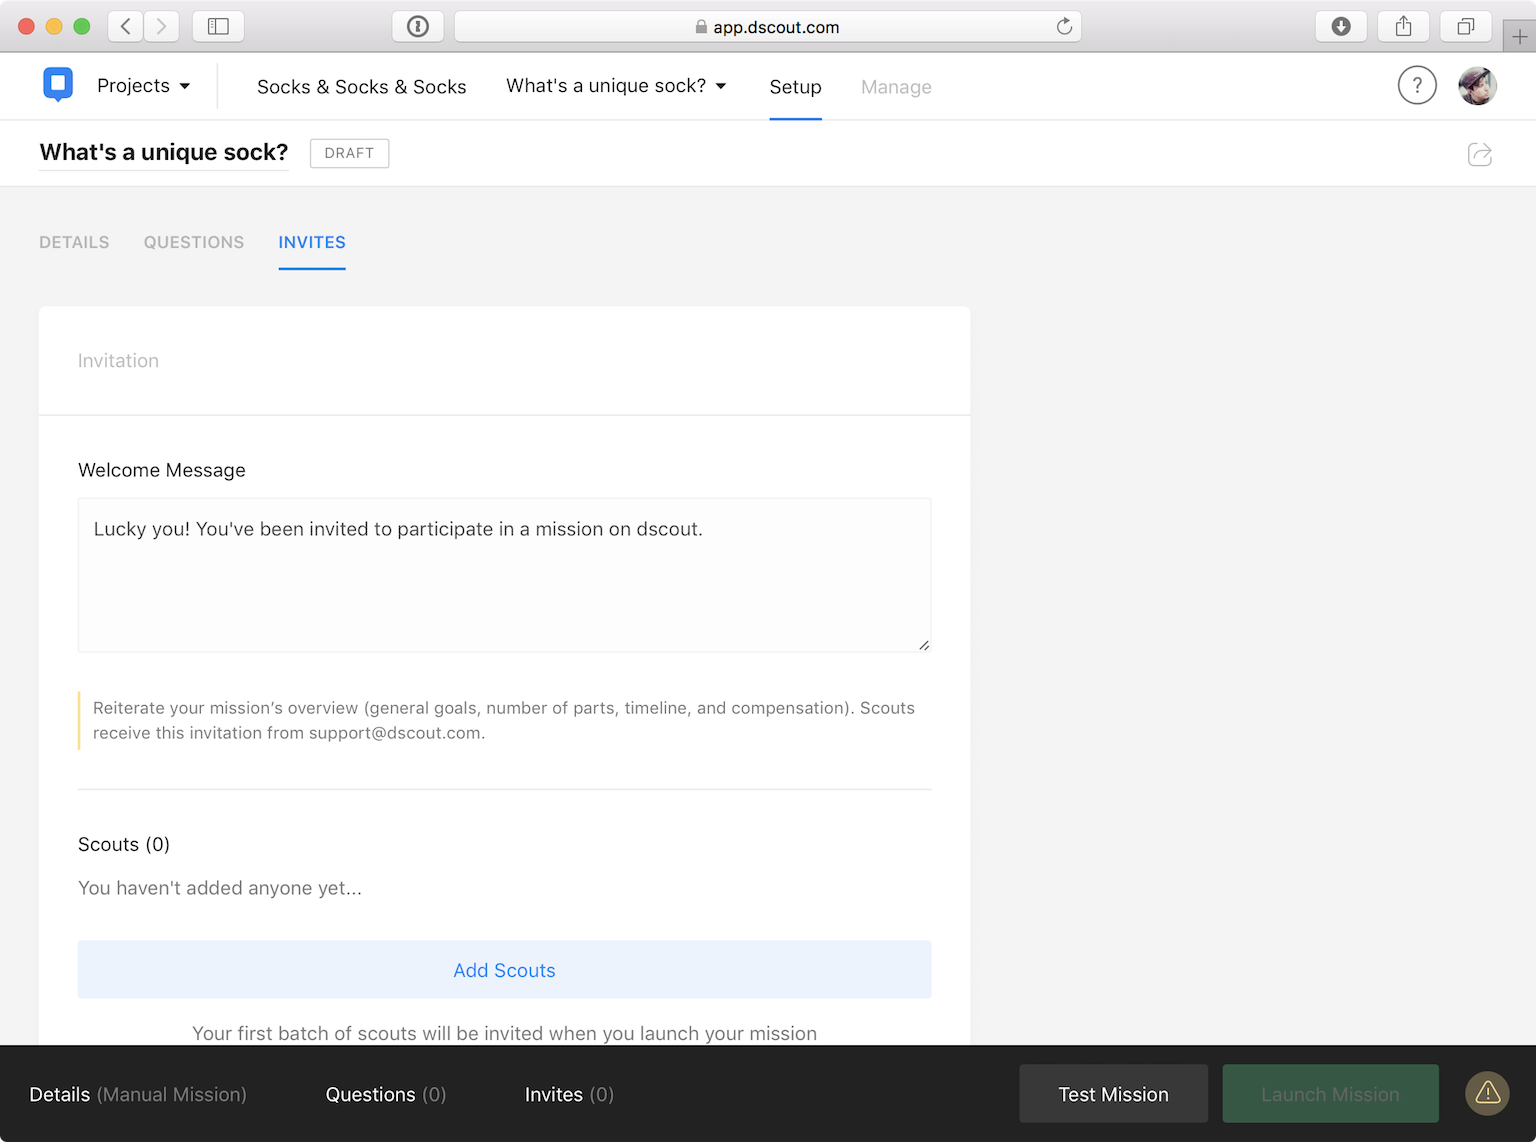 app.dscout.com
Projects
Socks & Socks & Socks
What's a unique sock?
Setup
Manage
?
What's a unique sock?
DRAFT
DETAILS
QUESTIONS
INVITES
Invitation
Welcome Message
Lucky you! You've been invited to participate in a mission on dscout.
Reiterate your mission’s overview (general goals, number of parts, timeline, and compensation). Scouts
receive this invitation from support@dscout.com.
Scouts (0)
You haven't added anyone yet...
Add Scouts
Your first batch of scouts will be invited when you launch your mission
Details (Manual Mission)
Questions (0)
Invites (0)
Test Mission
Launch Mission